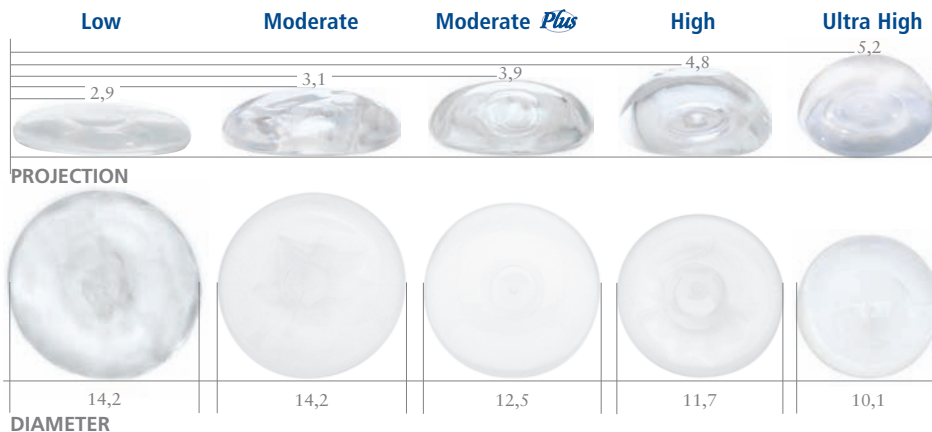 Low Moderate Moderate Plus High Ultra High
5,2
4,8
3,9
3,1
2,9
PROJECTION
14,2 14,2 12,5 11,7 10,1
DIAMETER